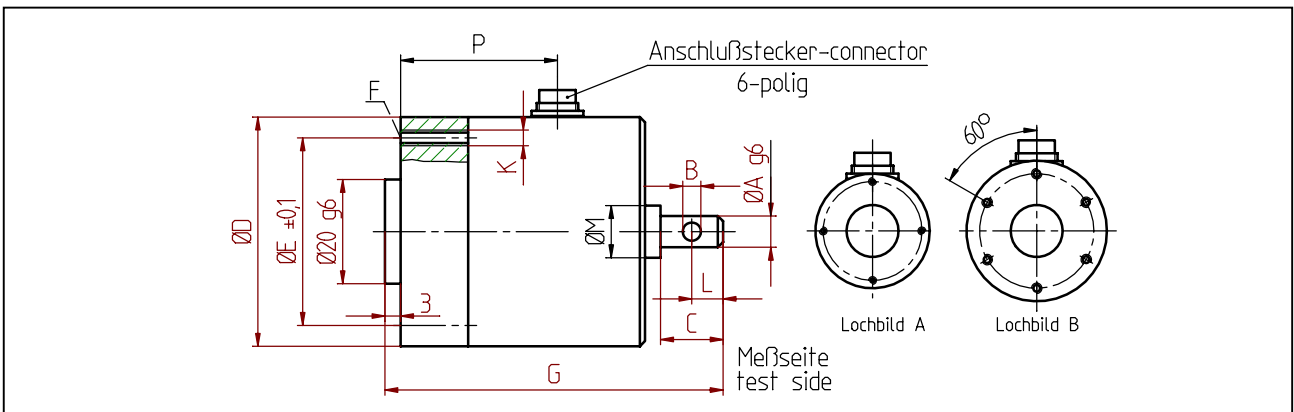 P
Anschlußstecker-connector
6-polig
F
K
B
ØA g6
60°
ØD
ØE ±0,1
Ø20 g6
ØM
3
L
C
G
Meßseite
test side
Lochbild A
Lochbild B